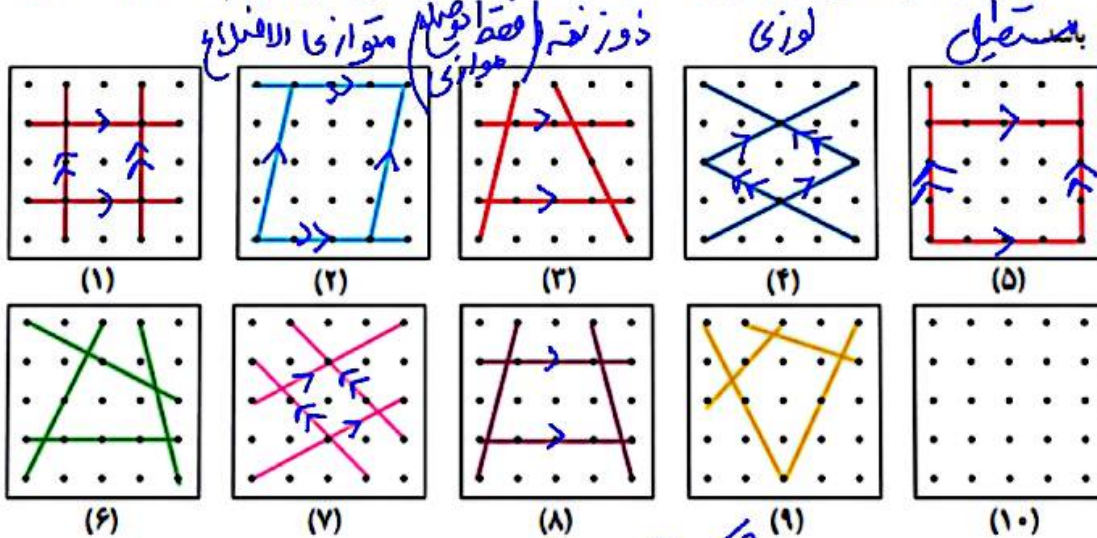 باشد
مستطیل
لوزی
ذوزنقه (فقط دو ضلع موازی)
متوازی الاضلاع
(۱) (۲) (۳) (۴) (۵)
(۶) (۷) (۸) (۹) (۱۰)